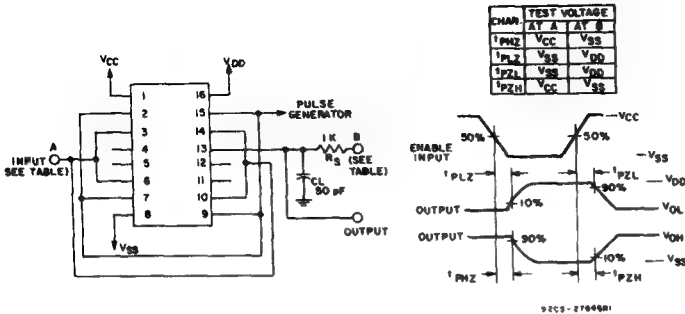 CHAR. TEST VOLTAGE
AT A AT B
tPHZ VCC VSS
tPLZ VSS VDD
tPZL VSS VDD
tPZH VCC VSS
VCC
VDD
1 16
2 15
3 14
4 13
5 12
6 11
7 10
8 9
PULSE
GENERATOR
A
INPUT
(SEE TABLE)
1K
RS
B
(SEE
TABLE)
CL
50 pF
OUTPUT
VSS
VCC
50% 50%
ENABLE
INPUT
VSS
tPLZ tPZL
VDD
90%
10%
OUTPUT
VOL
OUTPUT
90%
VOH
10%
VSS
tPHZ tPZH
92CS-27646R1